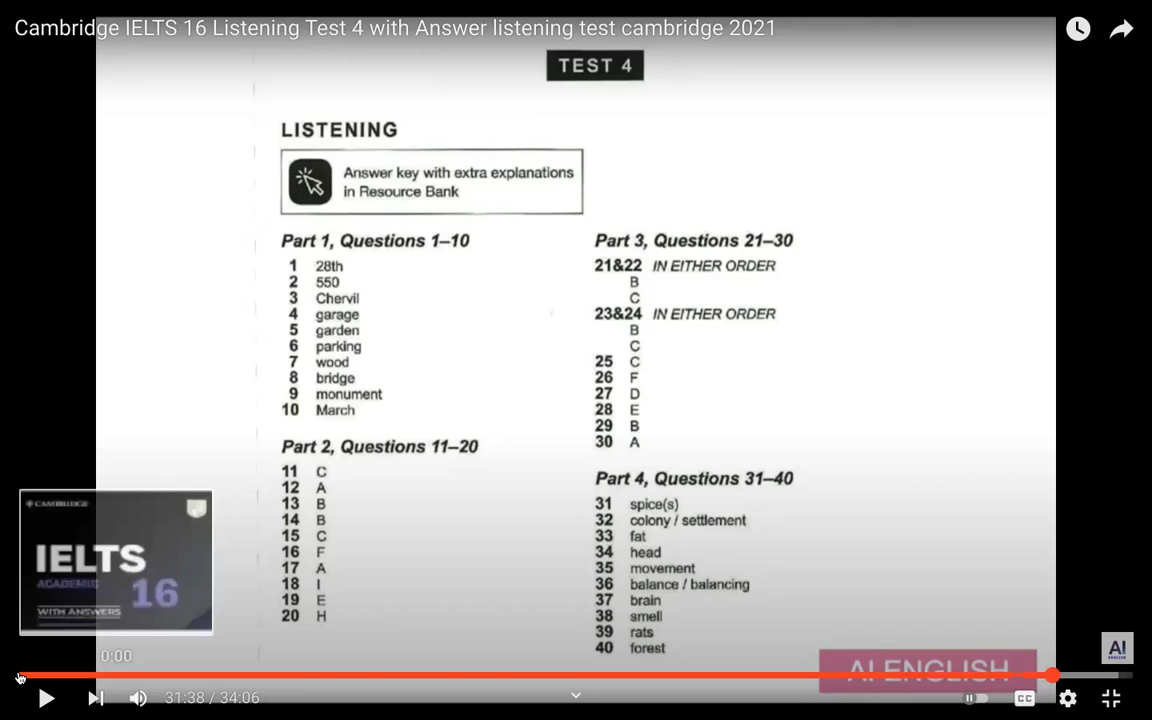 Cambridge IELTS 16 Listening Test 4 with Answer listening test cambridge 2021
TEST 4
LISTENING
Answer key with extra explanations
in Resource Bank
Part 1, Questions 1–10
1 28th
2 550
3 Chervil
4 garage
5 garden
6 parking
7 wood
8 bridge
9 monument
10 March
Part 2, Questions 11–20
11 C
12 A
13 B
14 B
15 C
16 F
17 A
18 I
19 E
20 H
Part 3, Questions 21–30
21&22 IN EITHER ORDER
B
C
23&24 IN EITHER ORDER
B
C
25 C
26 F
27 D
28 E
29 B
30 A
Part 4, Questions 31–40
31 spice(s)
32 colony / settlement
33 fat
34 head
35 movement
36 balance / balancing
37 brain
38 smell
39 rats
40 forest
CAMBRIDGE
IELTS
ACADEMIC
16
WITH ANSWERS
0:00
AI
ENGLISH
AI ENGLISH
31:38 / 34:06
CC